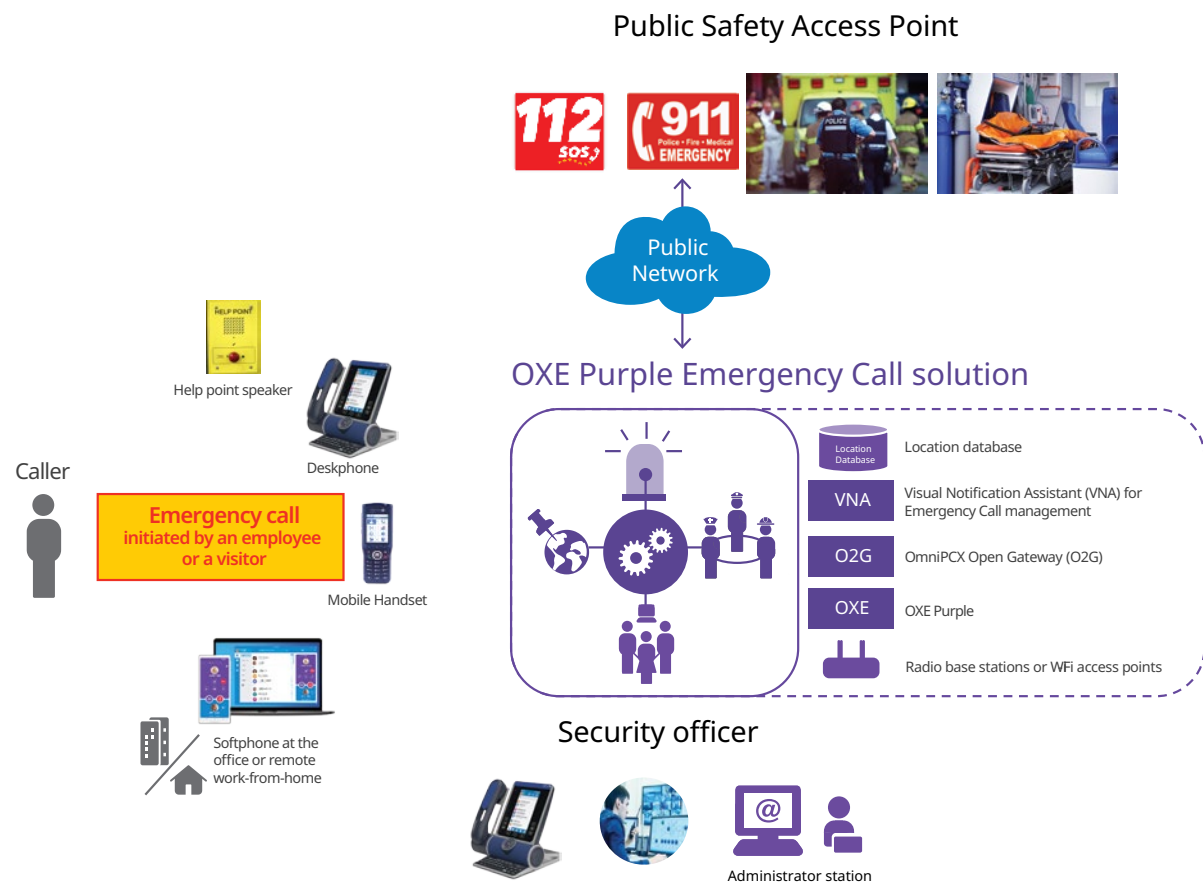 Public Safety Access Point
112
SOS
911
Police • Fire • Medical
EMERGENCY
POLICE
Public
Network
HELP POINT
Help point speaker
OXE Purple Emergency Call solution
Deskphone
Caller
Emergency call
initiated by an employee
or a visitor
Mobile Handset
Location
Database
Location database
VNA
Visual Notification Assistant (VNA) for
Emergency Call management
O2G
OmniPCX Open Gateway (O2G)
OXE
OXE Purple
Radio base stations or WFi access points
Softphone at the
office or remote
work-from-home
Security officer
@
Administrator station